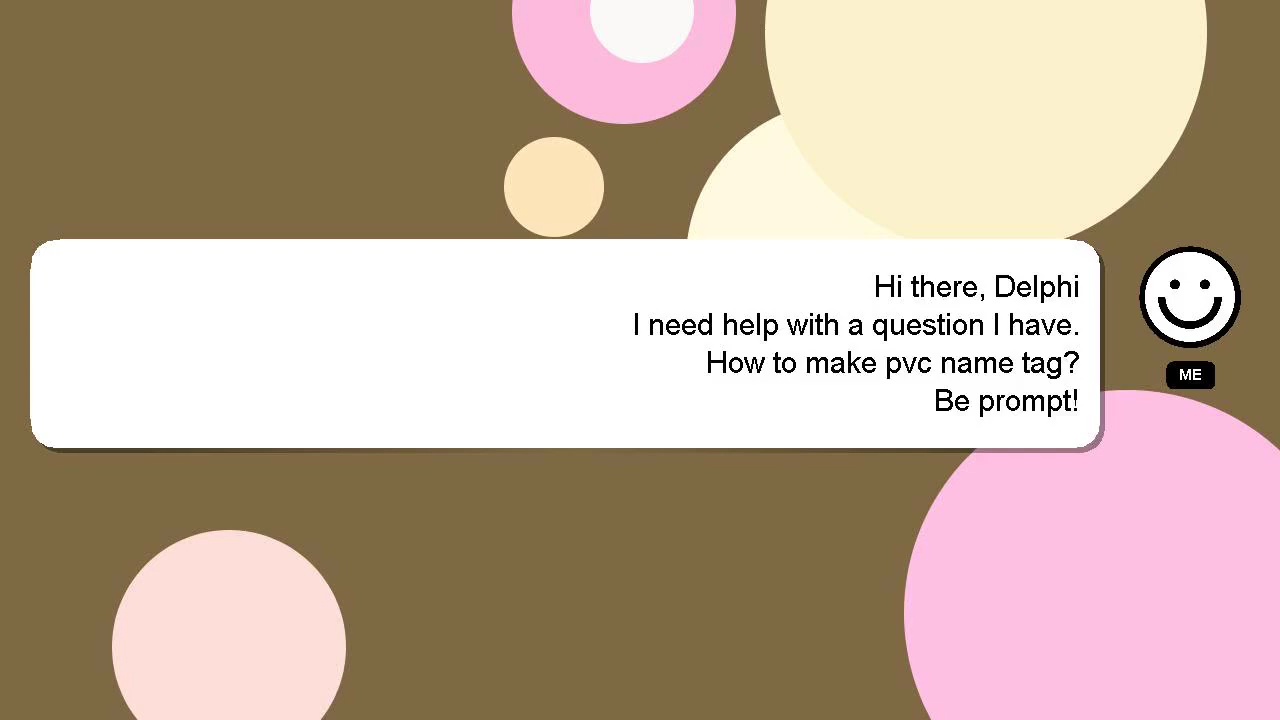 Hi there, Delphi
I need help with a question I have.
How to make pvc name tag?
Be prompt!
ME